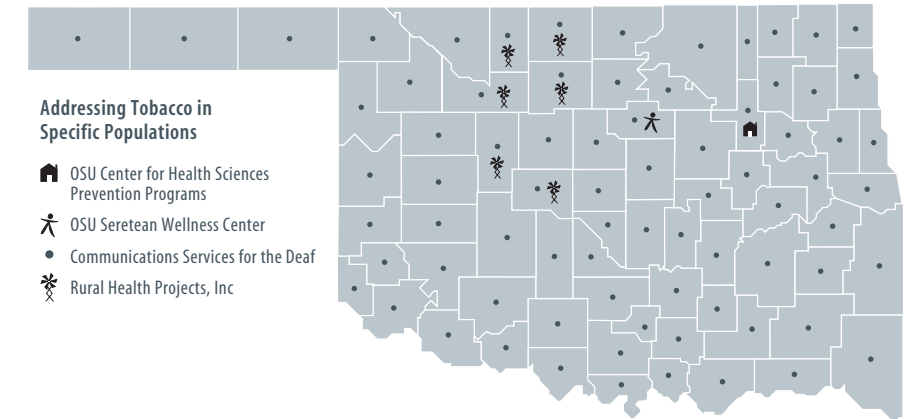 Addressing Tobacco in
Specific Populations
OSU Center for Health Sciences
Prevention Programs
OSU Seretean Wellness Center
Communications Services for the Deaf
Rural Health Projects, Inc